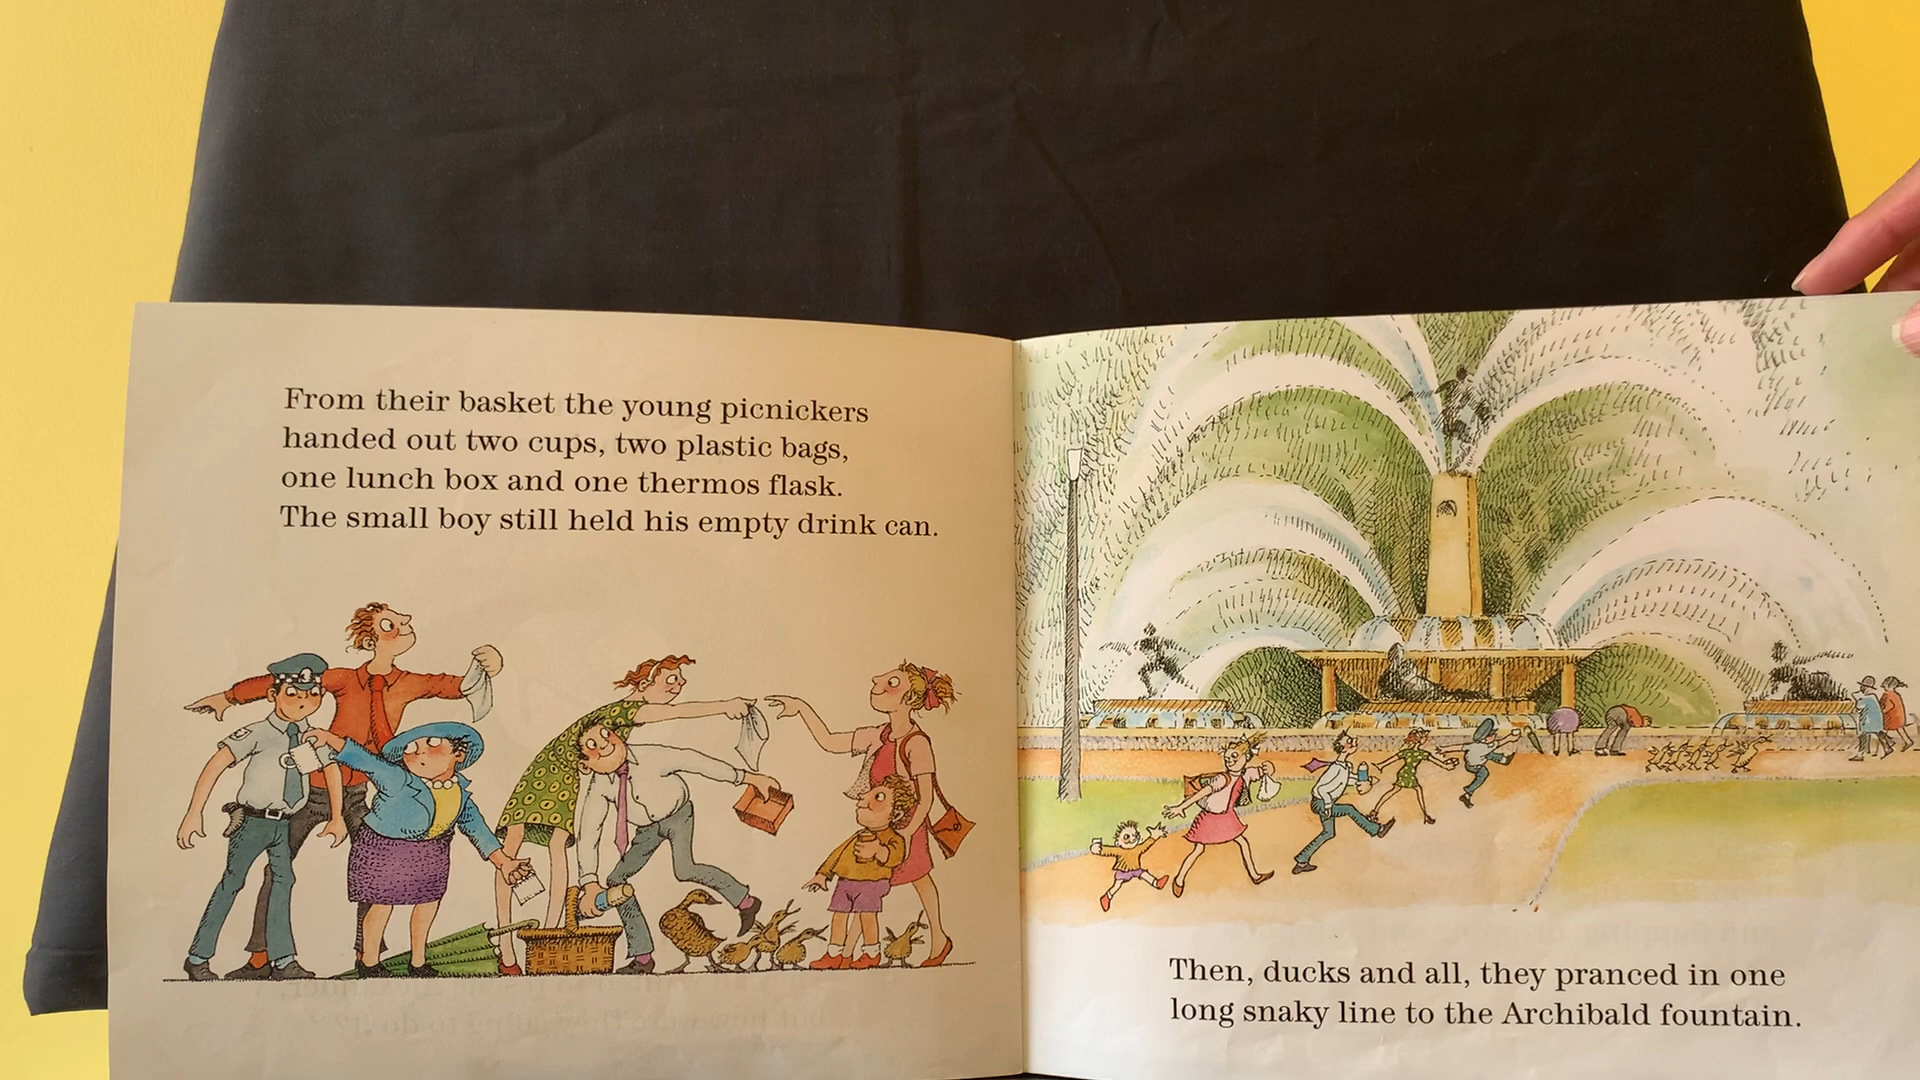 From their basket the young picnickers
handed out two cups, two plastic bags,
one lunch box and one thermos flask.
The small boy still held his empty drink can.
Then, ducks and all, they pranced in one
long snaky line to the Archibald fountain.